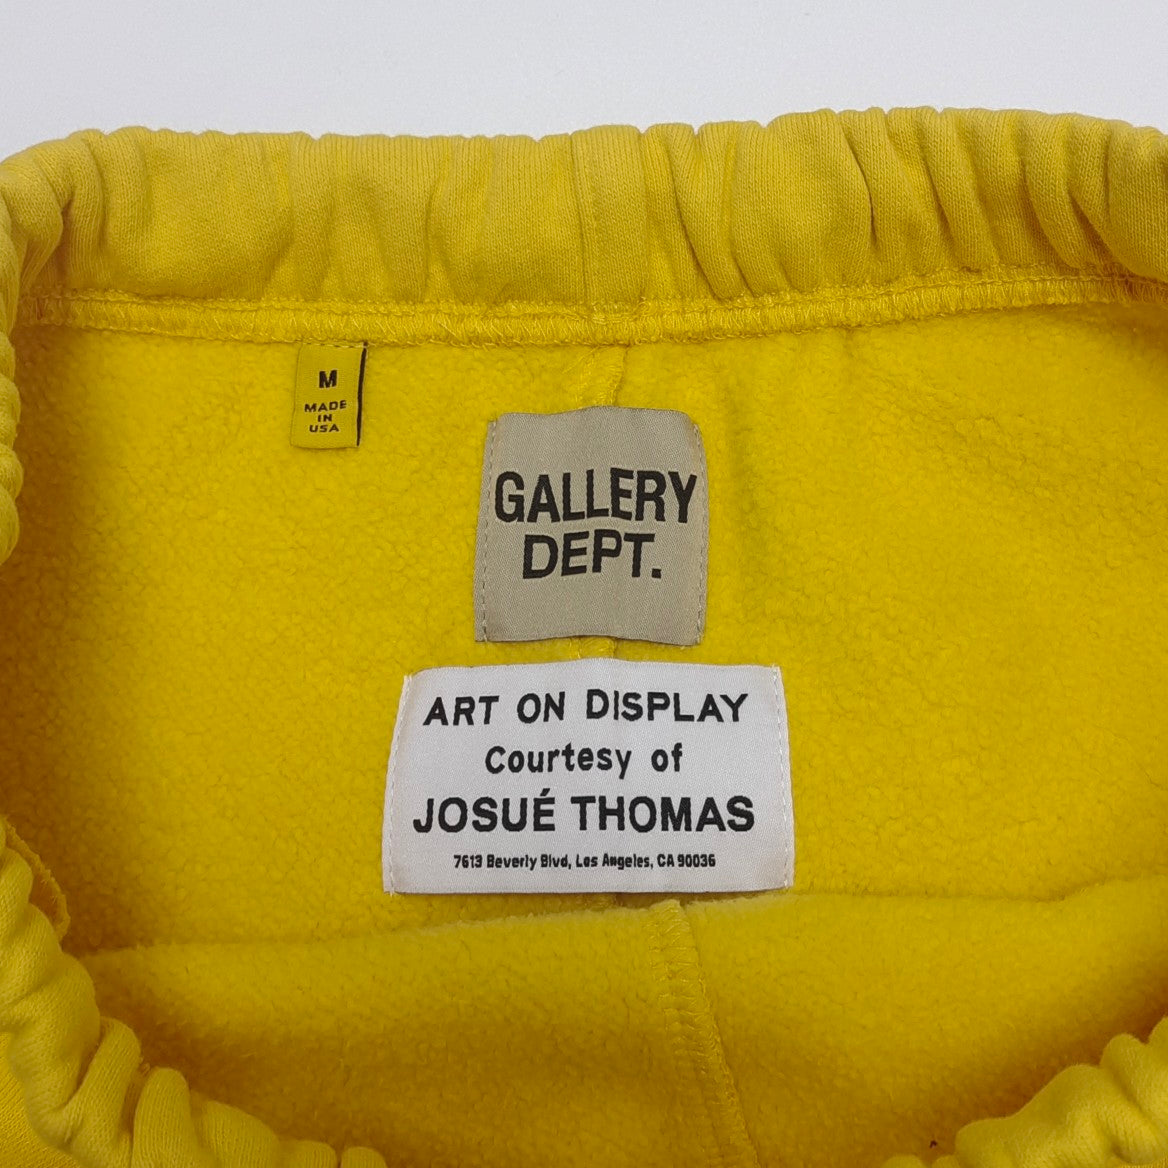 M
MADE
IN
USA
GALLERY
DEPT.
ART ON DISPLAY
Courtesy of
JOSUÉ THOMAS
7613 Beverly Blvd, Los Angeles, CA 90036